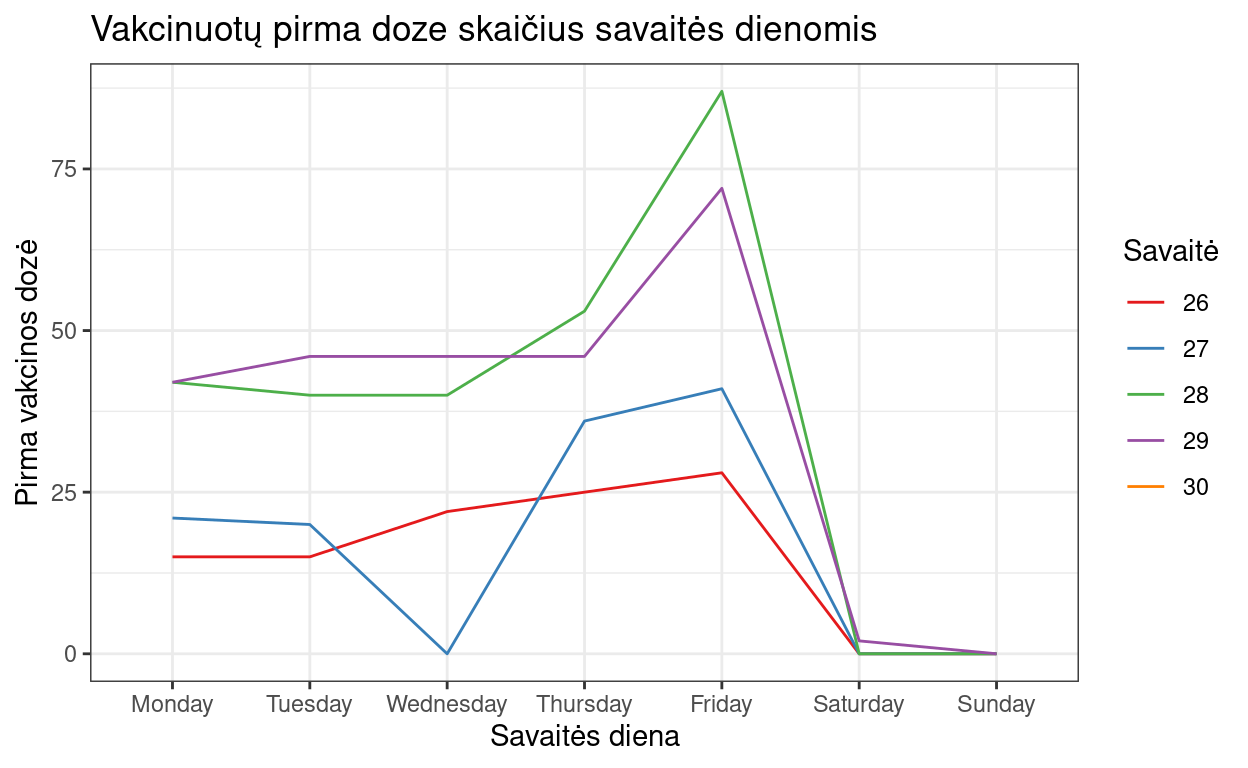 Vakcinuotų pirma doze skaičius savaitės dienomis
Pirma vakcinos dozė
75
50
25
0
Monday Tuesday Wednesday Thursday Friday Saturday Sunday
Savaitės diena
Savaitė
26
27
28
29
30